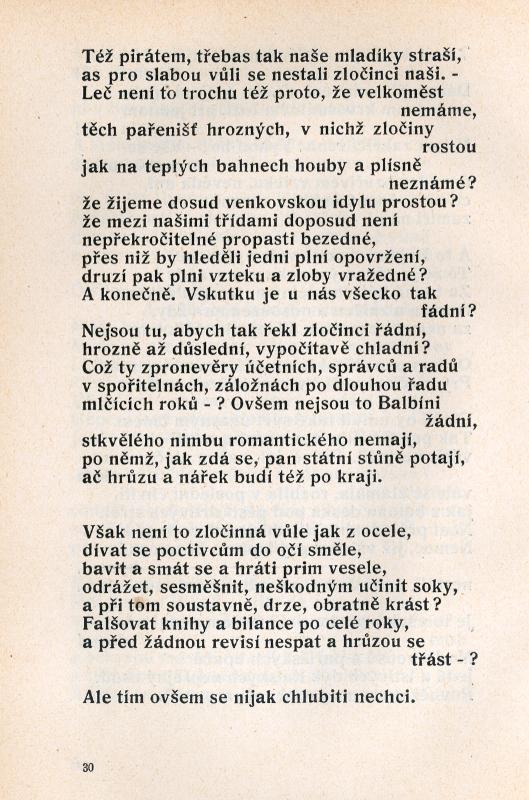 Též pirátem, třebas tak naše mladíky straší,
as pro slabou vůli se nestali zločinci naši. -
Leč není to trochu též proto, že velkoměst
nemáme,
těch pařenišť hrozných, v nichž zločiny
rostou
jak na teplých bahnech houby a plísně
neznámé?
že žijeme dosud venkovskou idylu prostou?
že mezi našimi třídami doposud není
nepřekročitelné propasti bezedné,
přes niž by hleděli jedni plní opovržení,
druzí pak plni vzteku a zloby vražedné?
A konečně. Vskutku je u nás všecko tak
fádní?
Nejsou tu, abych tak řekl zločinci řádní,
hrozně až důslední, vypočítavě chladní?
Což ty zpronevěry účetních, správců a radů
v spořitelnách, záložnách po dlouhou řadu
mlčících roků - ? Ovšem nejsou to Balbíni
žádní,
stkvělého nimbu romantického nemají,
po němž, jak zdá se, pan státní stůně potají,
ač hrůzu a nářek budí též po kraji.
Však není to zločinná vůle jak z ocele,
dívat se poctivcům do očí směle,
bavit a smát se a hráti prim vesele,
odrážet, sesměšnit, neškodným učinit soky,
a při tom soustavně, drze, obratně krást?
Falšovat knihy a bilance po celé roky,
a před žádnou revisí nespat a hrůzou se
třást - ?
Ale tím ovšem se nijak chlubiti nechci.
30